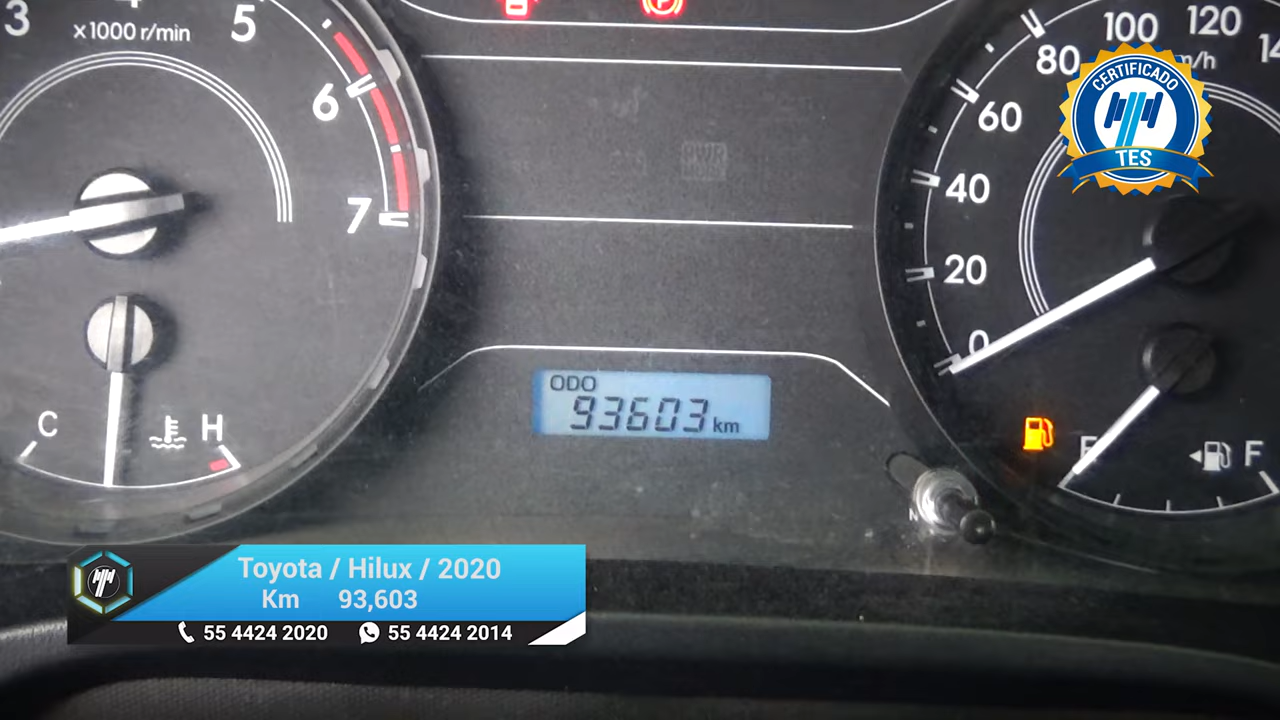 3
x1000 r/min
5
6
7
C
H
ODO
93603 km
80
100
120
60
40
20
0
F
CERTIFICADO
TES
Toyota / Hilux / 2020
Km 93,603
55 4424 2020
55 4424 2014